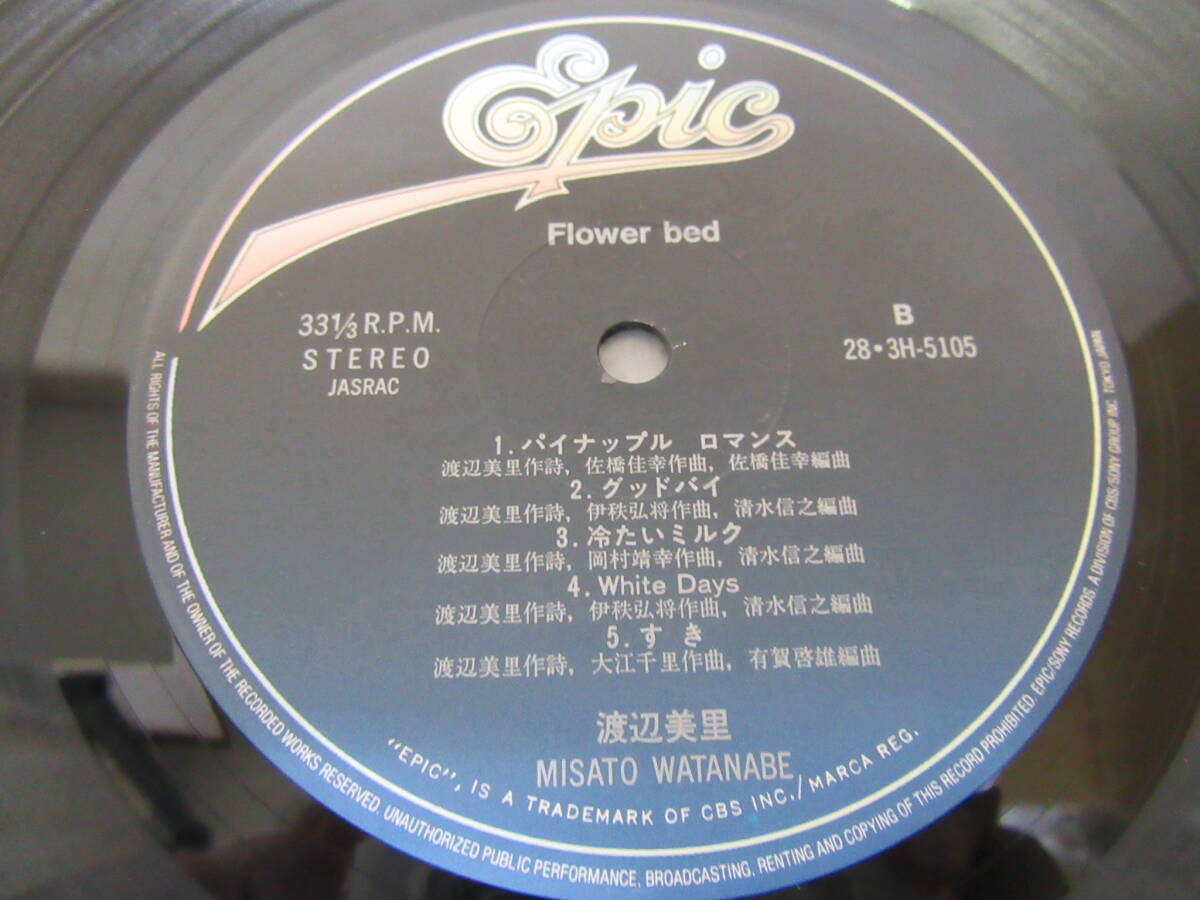 Epic
Flower bed
33⅓ R.P.M.
STEREO
JASRAC
B
28・3H-5105
1. パイナップル ロマンス
渡辺美里作詩, 佐橋佳幸作曲, 佐橋佳幸編曲
2. グッドバイ
渡辺美里作詩, 伊秩弘将作曲, 清水信之編曲
3. 冷たいミルク
渡辺美里作詩, 岡村靖幸作曲, 清水信之編曲
4. White Days
渡辺美里作詩, 伊秩弘将作曲, 清水信之編曲
5. すき
渡辺美里作詩, 大江千里作曲, 有賀啓雄編曲
渡辺美里
MISATO WATANABE
"EPIC", IS A TRADEMARK OF CBS INC./MARCA REG.
ALL RIGHTS OF THE MANUFACTURER AND OF THE OWNER OF THE RECORDED WORKS RESERVED. UNAUTHORIZED PUBLIC PERFORMANCE, BROADCASTING, RENTING AND COPYING OF THIS RECORD PROHIBITED. EPIC/SONY RECORDS. A DIVISION OF CBS/SONY GROUP INC. TOKYO JAPAN